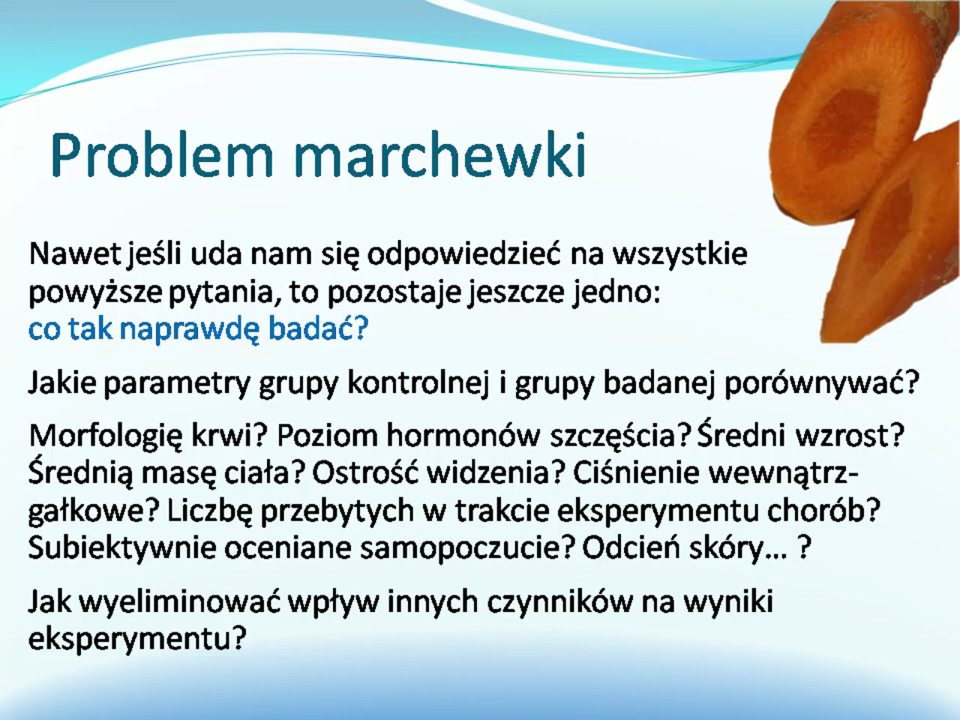 Problem marchewki
Nawet jeśli uda nam się odpowiedzieć na wszystkie
powyższe pytania, to pozostaje jeszcze jedno:
co tak naprawdę badać?
Jakie parametry grupy kontrolnej i grupy badanej porównywać?
Morfologię krwi? Poziom hormonów szczęścia? Średni wzrost?
Średnią masę ciała? Ostrość widzenia? Ciśnienie wewnątrz-
gałkowe? Liczbę przebytych w trakcie eksperymentu chorób?
Subiektywnie oceniane samopoczucie? Odcień skóry... ?
Jak wyeliminować wpływ innych czynników na wyniki
eksperymentu?